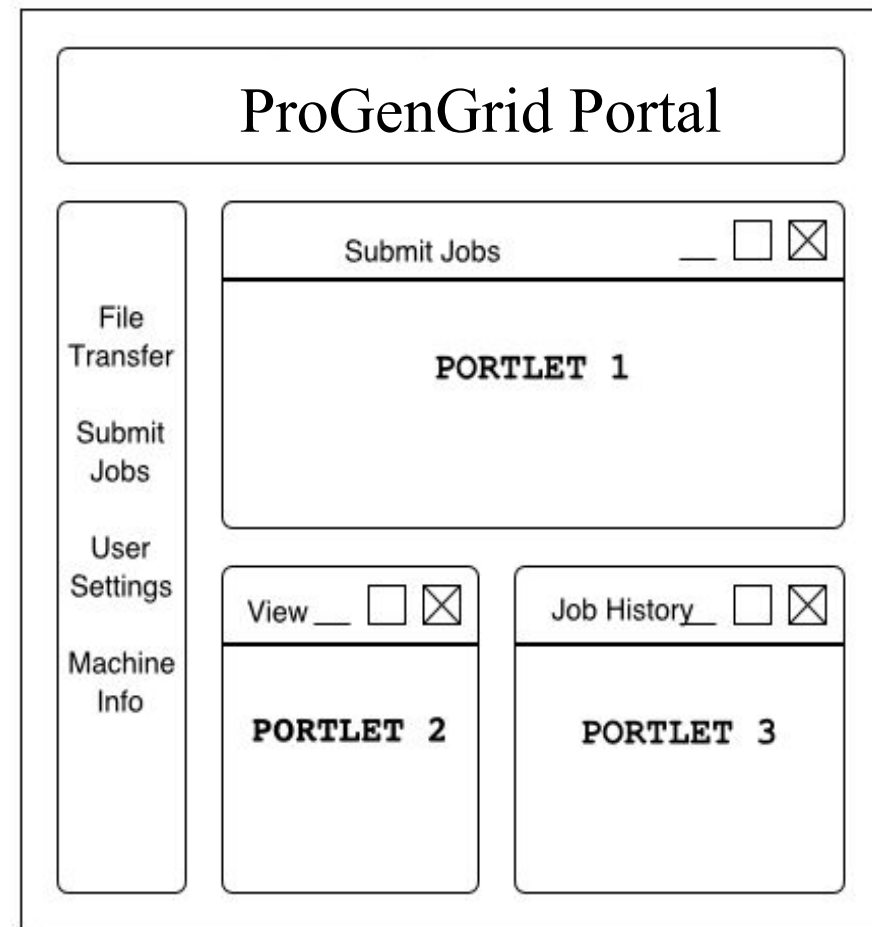 ProGenGrid Portal
File
Transfer
Submit
Jobs
User
Settings
Machine
Info
Submit Jobs
PORTLET 1
View
PORTLET 2
Job History
PORTLET 3